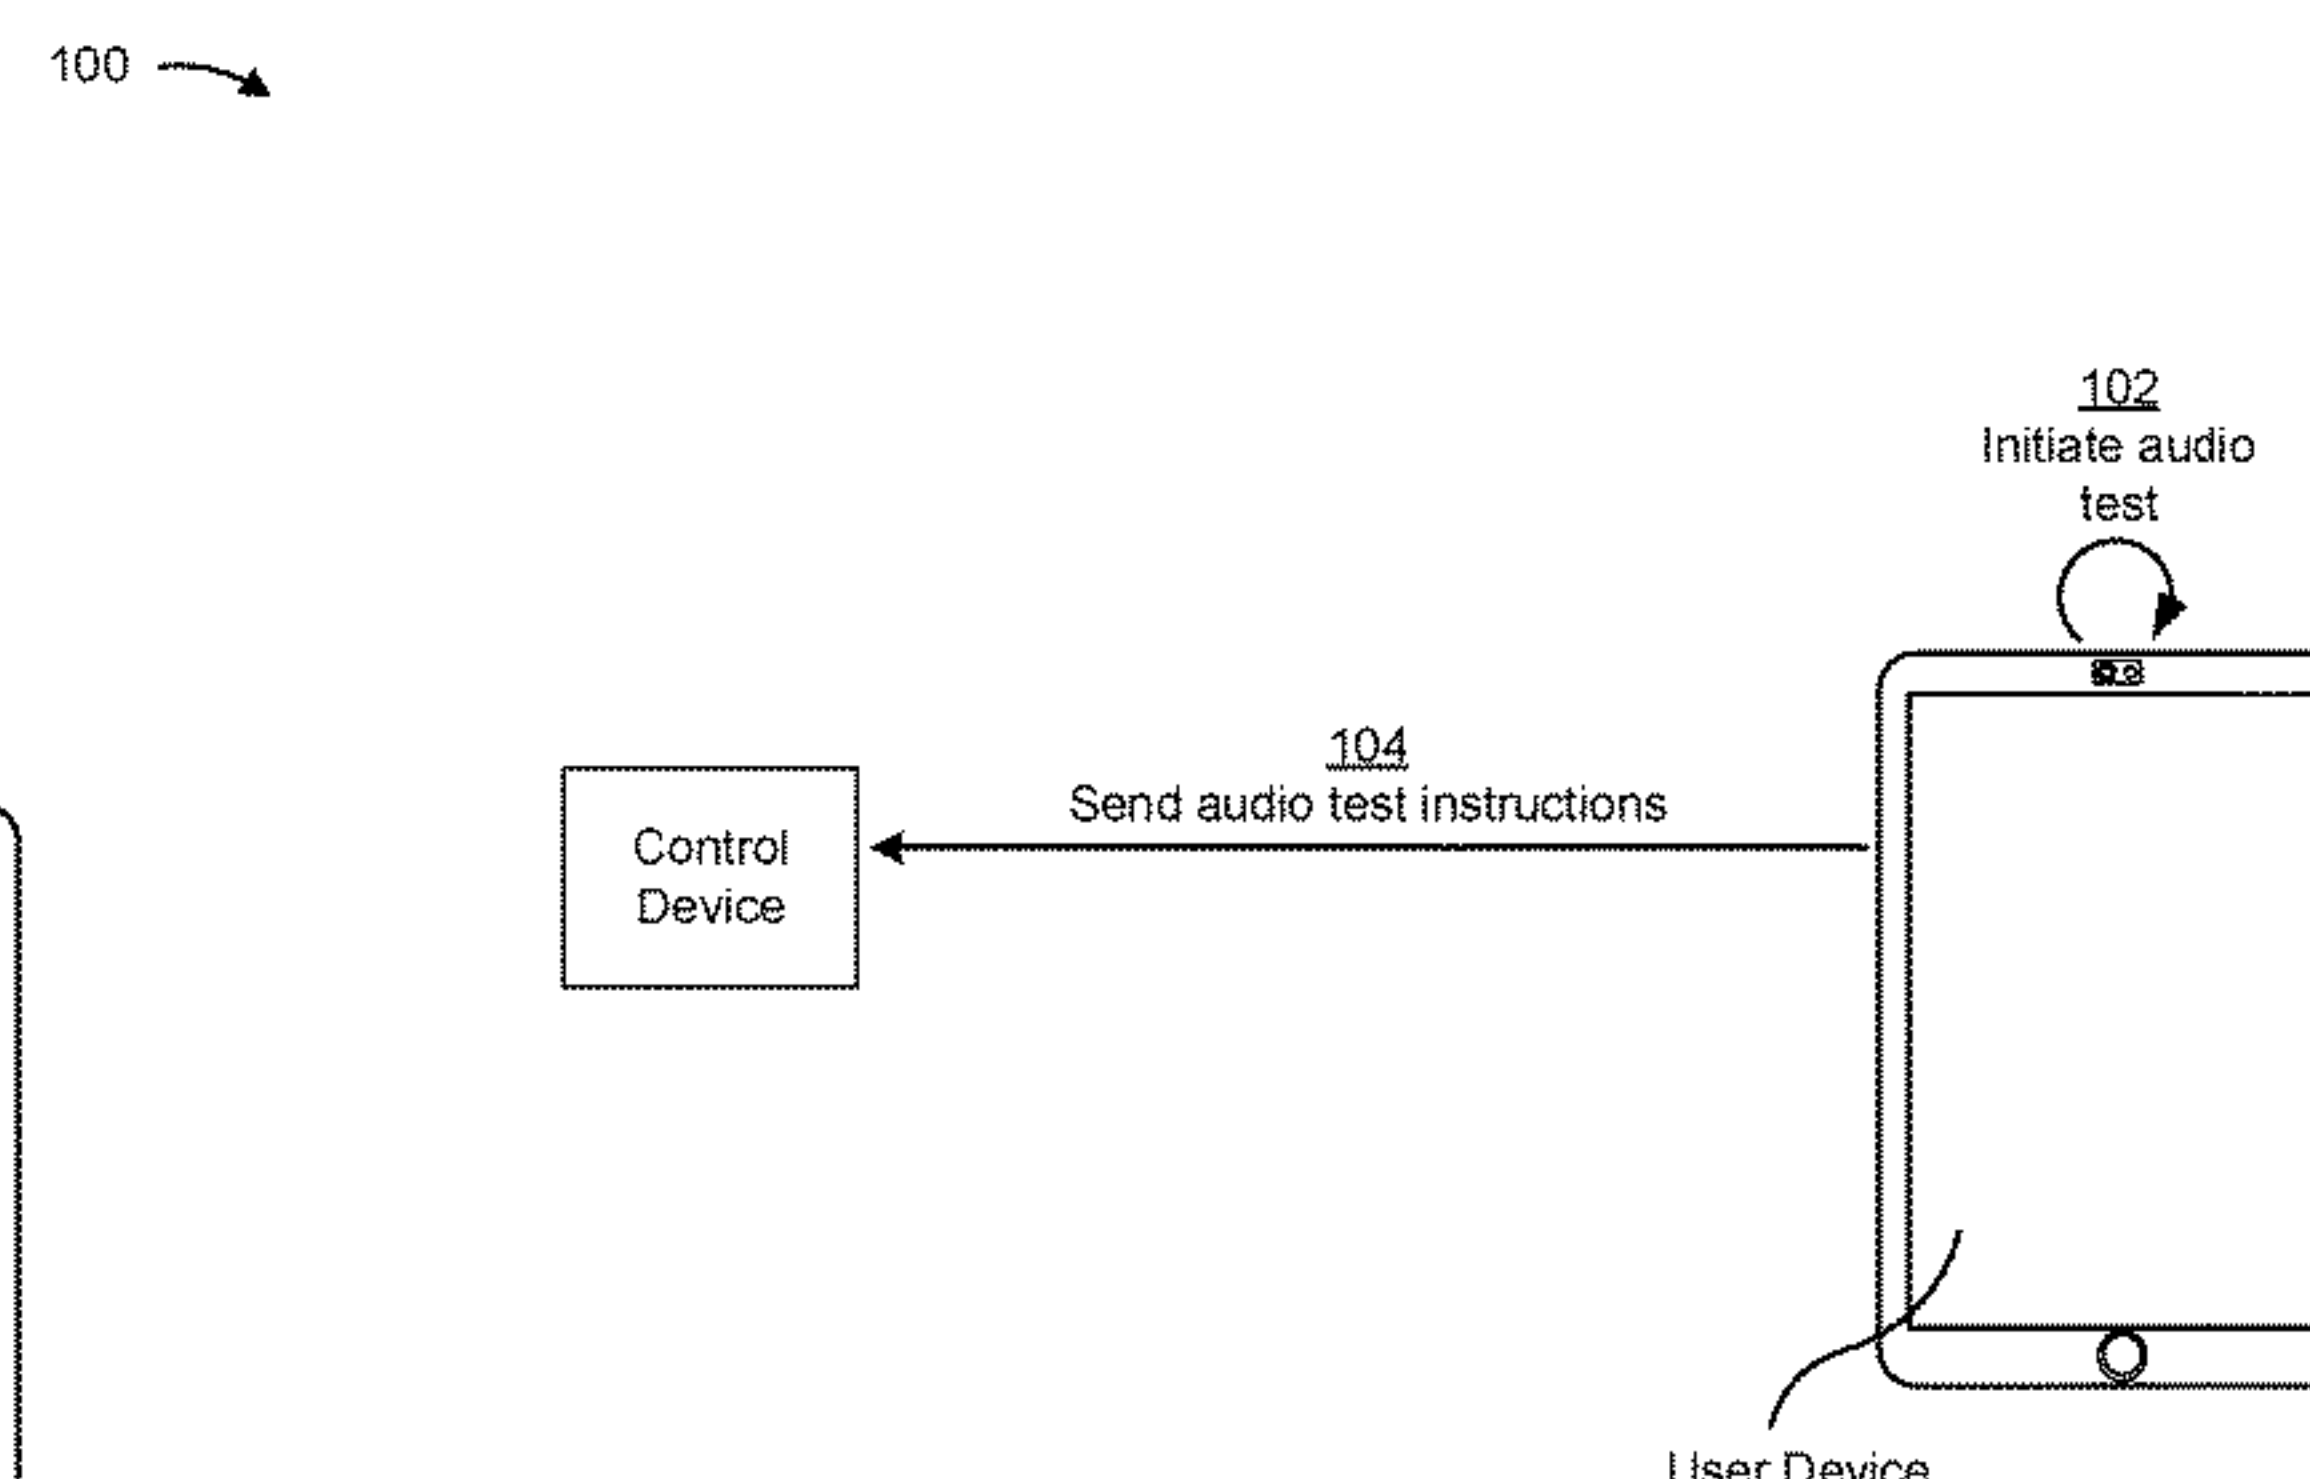 100
102
Initiate audio
test
104
Send audio test instructions
Control
Device
User Device